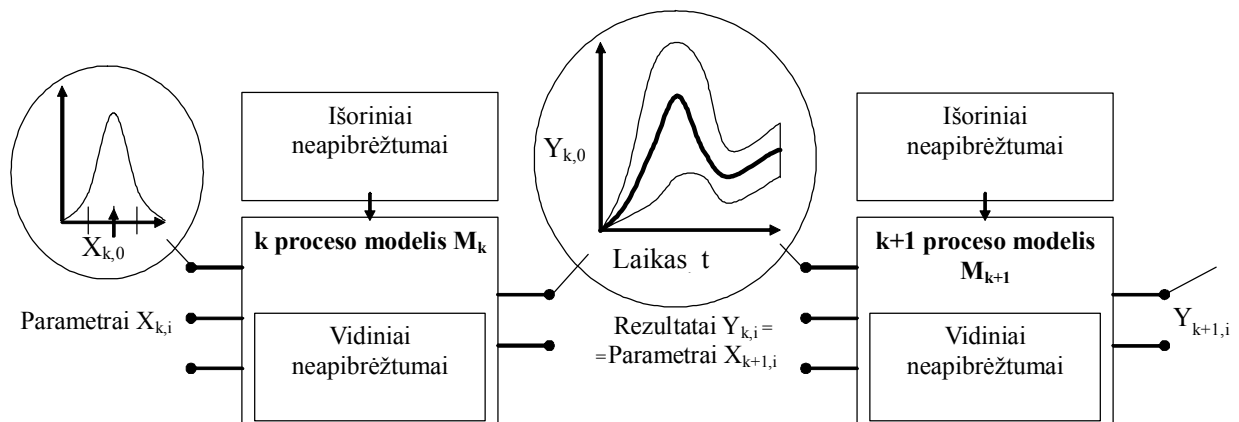 Išoriniai
neapibrėžtumai
X_{k,0}
k proceso modelis M_k
Parametrai X_{k,i}
Vidiniai
neapibrėžtumai
Y_{k,0}
Laikas t
Rezultatai Y_{k,i} =
=Parametrai X_{k+1,i}
Išoriniai
neapibrėžtumai
k+1 proceso modelis
M_{k+1}
Vidiniai
neapibrėžtumai
Y_{k+1,i}